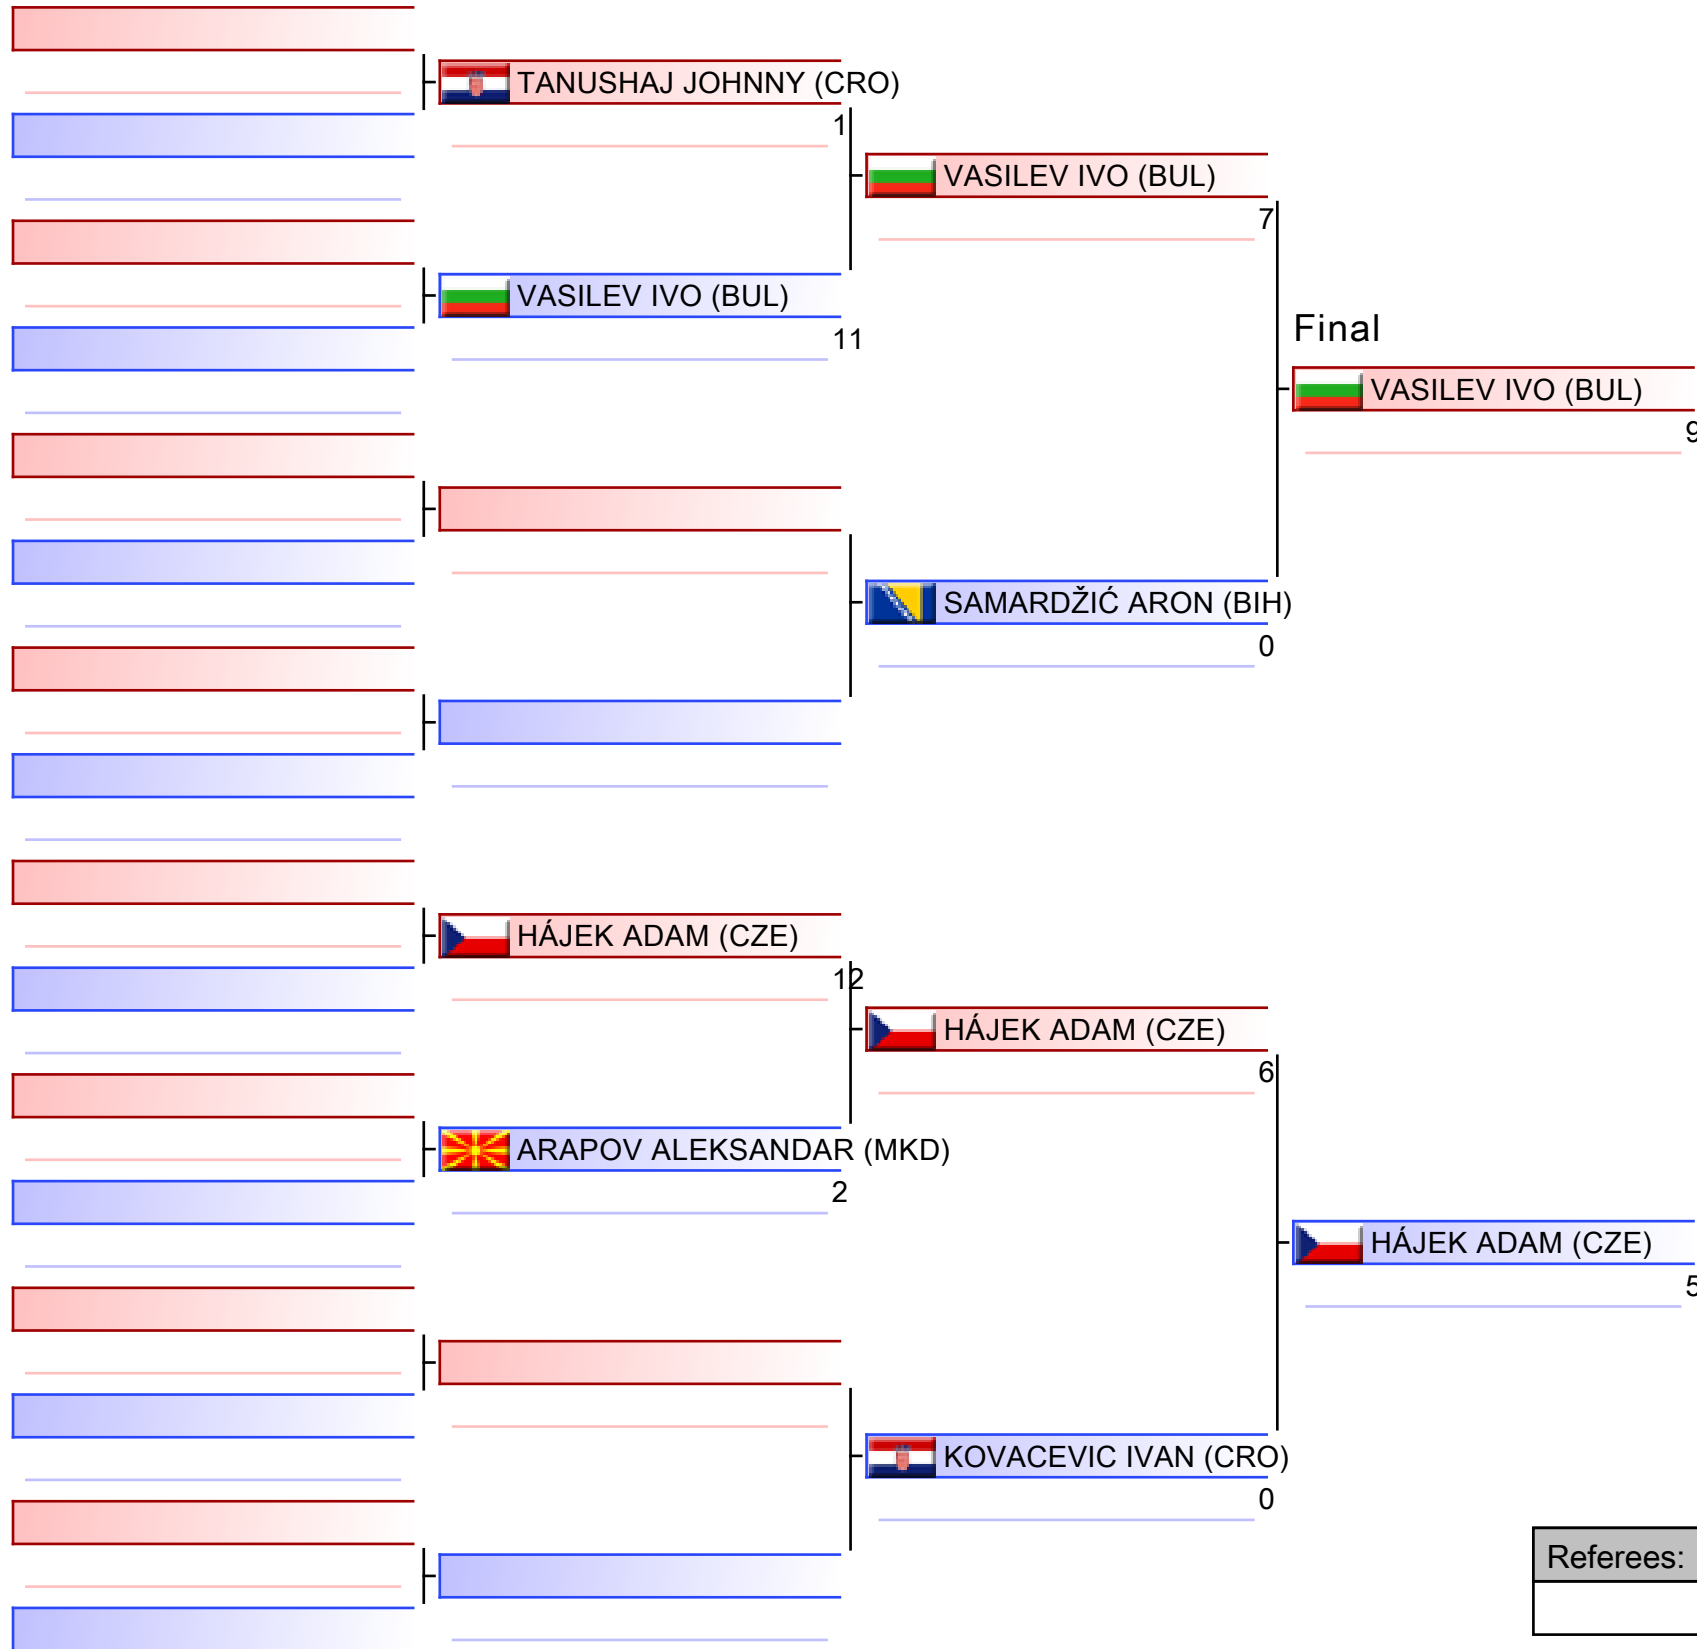 TANUSHAJ JOHNNY (CRO)
1
VASILEV IVO (BUL)
7
VASILEV IVO (BUL)
11
Final
VASILEV IVO (BUL)
9
SAMARDŽIĆ ARON (BIH)
0
HÁJEK ADAM (CZE)
12
HÁJEK ADAM (CZE)
6
ARAPOV ALEKSANDAR (MKD)
2
HÁJEK ADAM (CZE)
5
KOVACEVIC IVAN (CRO)
0
Referees: